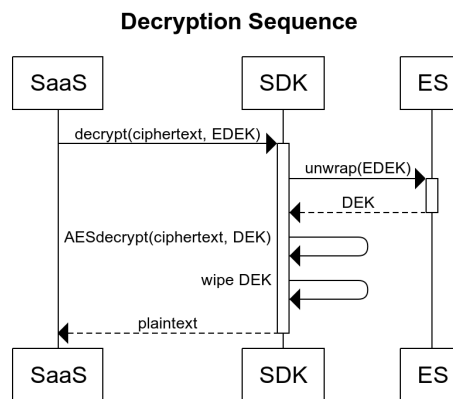 Decryption Sequence
SaaS SDK ES
decrypt(ciphertext, EDEK)
unwrap(EDEK)
DEK
AESdecrypt(ciphertext, DEK)
wipe DEK
plaintext
SaaS SDK ES